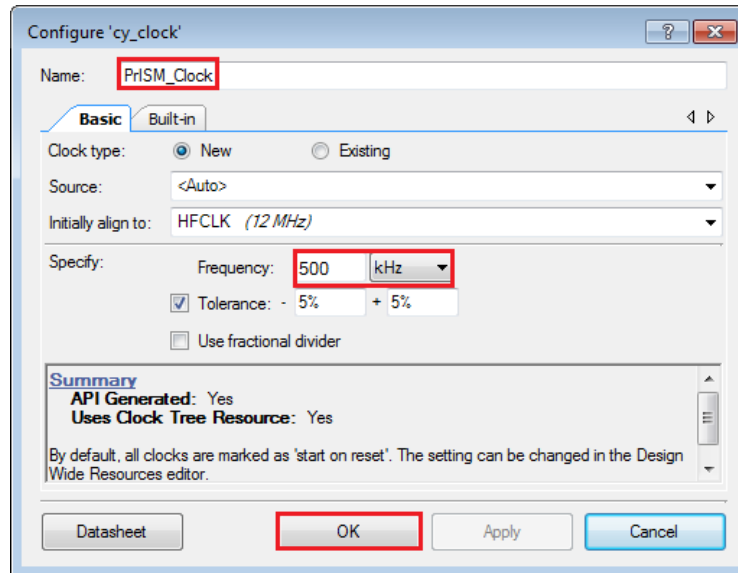 Configure 'cy_clock'
Name: PrISM_Clock
Basic Built-in
Clock type: New Existing
Source: <Auto>
Initially align to: HFCLK (12 MHz)
Specify: Frequency: 500 kHz
Tolerance: - 5% + 5%
Use fractional divider
Summary
API Generated: Yes
Uses Clock Tree Resource: Yes
By default, all clocks are marked as 'start on reset'. The setting can be changed in the Design
Wide Resources editor.
Datasheet OK Apply Cancel